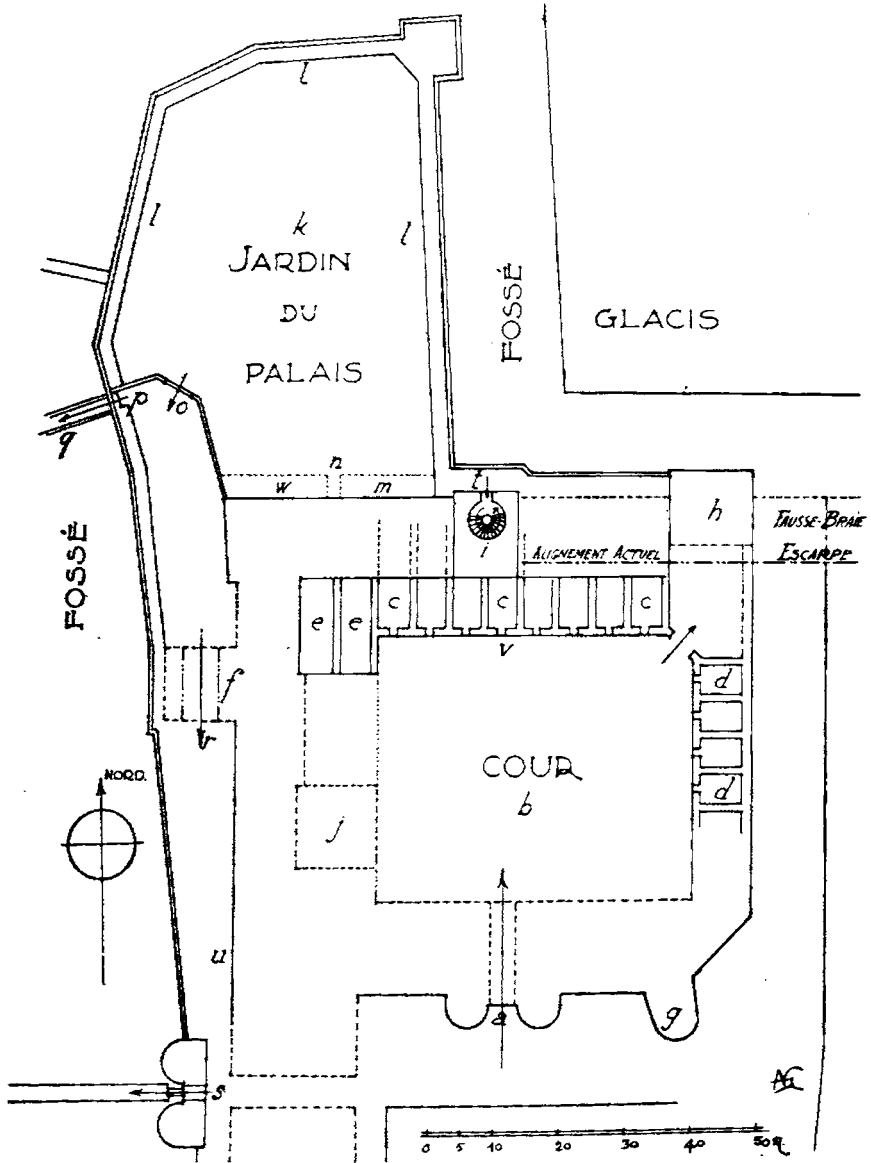 l
l
k
l
JARDIN
DU
PALAIS
FOSSÉ
GLACIS
p
o
q
n
w
m
t
h
i
FAUSSE-BRAIE
ALIGNEMENT ACTUEL
ESCARPE
FOSSÉ
e
e
c
c
c
v
f
d
r
COUR
b
d
NORD.
j
u
a
g
s
AG
0 5 10 20 30 40 50 m.